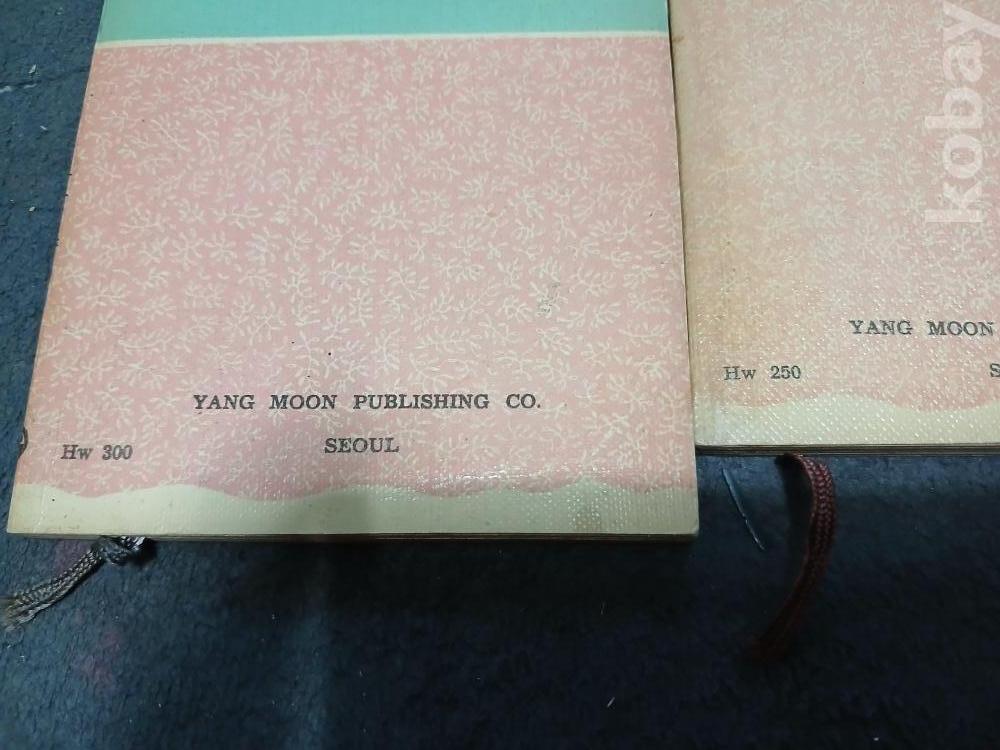 YANG MOON PUBLISHING CO.
SEOUL
Hw 300
YANG MOON
Hw 250
S
kobay